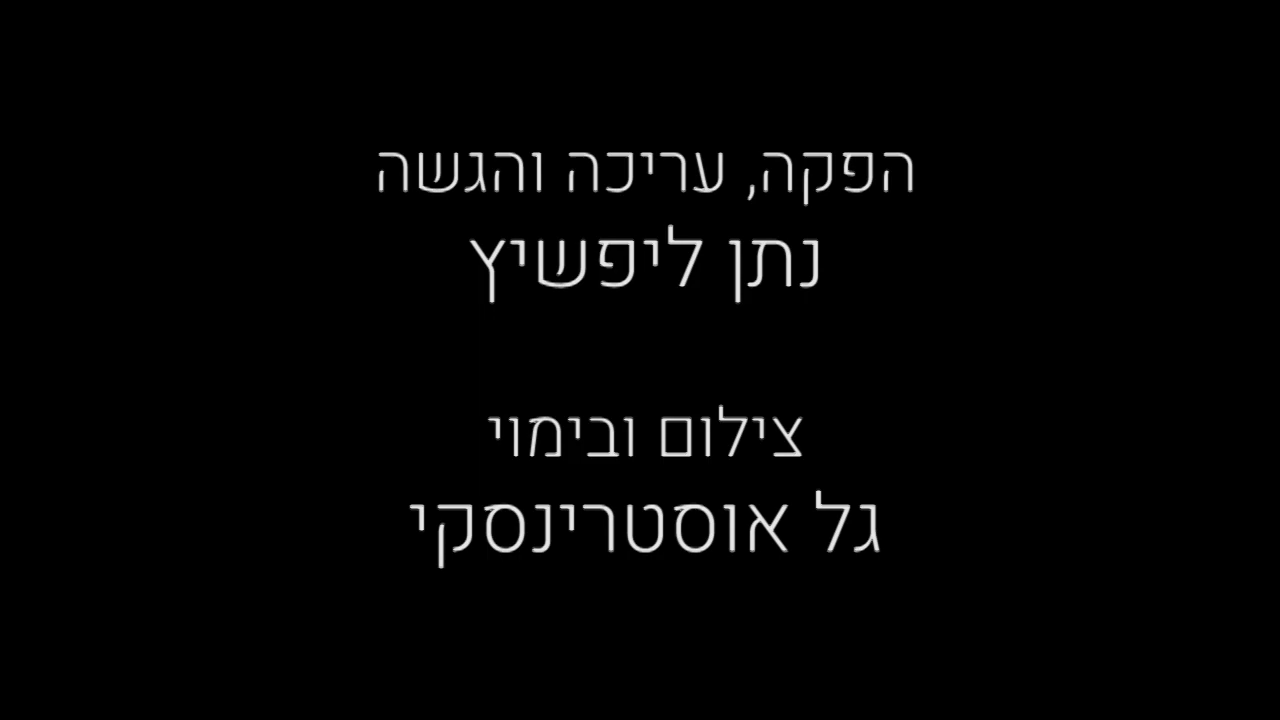 הפקה, עריכה והגשה
נתן ליפשיץ
צילום ובימוי
גל אוסטרינסקי